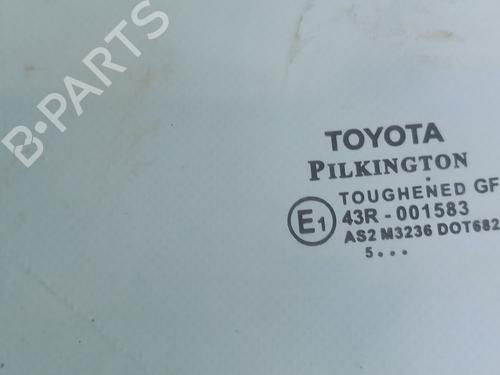 B-PARTS
TOYOTA
PILKINGTON
TOUGHENED GF
E1
43R - 001583
AS2 M3236 DOT682
5...